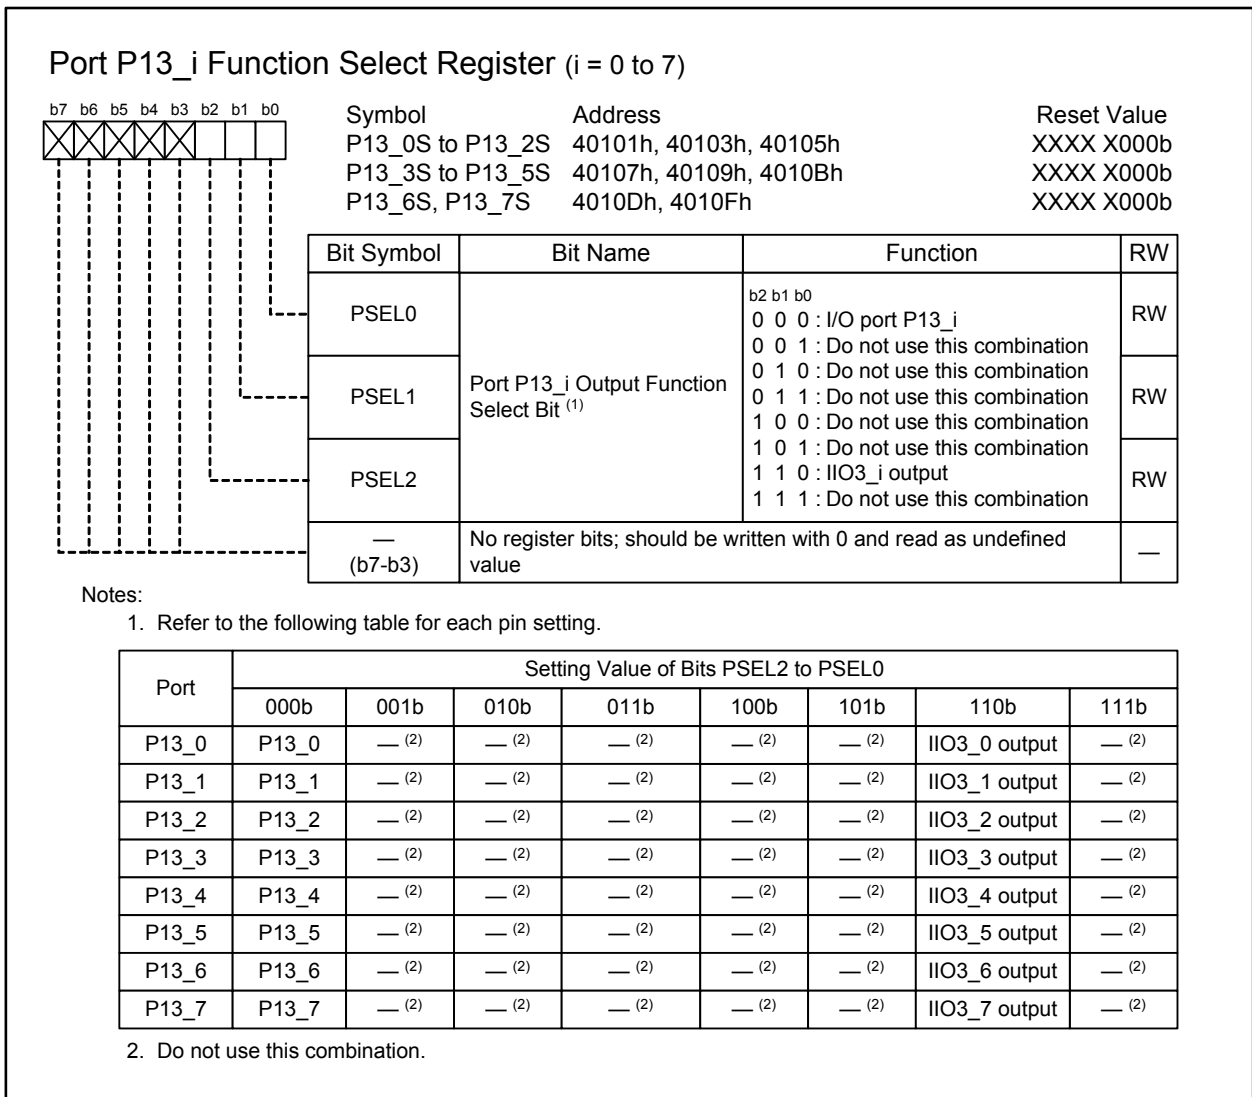 Port P13_i Function Select Register (i = 0 to 7)
b7 b6 b5 b4 b3 b2 b1 b0
Symbol Address Reset Value
P13_0S to P13_2S 40101h, 40103h, 40105h XXXX X000b
P13_3S to P13_5S 40107h, 40109h, 4010Bh XXXX X000b
P13_6S, P13_7S 4010Dh, 4010Fh XXXX X000b
Bit Symbol Bit Name Function RW
PSEL0 RW
PSEL1 RW
PSEL2 RW
Port P13_i Output Function
Select Bit (1)
b2 b1 b0
0 0 0 : I/O port P13_i
0 0 1 : Do not use this combination
0 1 0 : Do not use this combination
0 1 1 : Do not use this combination
1 0 0 : Do not use this combination
1 0 1 : Do not use this combination
1 1 0 : IIO3_i output
1 1 1 : Do not use this combination
—
(b7-b3)
No register bits; should be written with 0 and read as undefined
value
—
Notes:
1. Refer to the following table for each pin setting.
Port Setting Value of Bits PSEL2 to PSEL0
000b 001b 010b 011b 100b 101b 110b 111b
P13_0 P13_0 — (2) — (2) — (2) — (2) — (2) IIO3_0 output — (2)
P13_1 P13_1 — (2) — (2) — (2) — (2) — (2) IIO3_1 output — (2)
P13_2 P13_2 — (2) — (2) — (2) — (2) — (2) IIO3_2 output — (2)
P13_3 P13_3 — (2) — (2) — (2) — (2) — (2) IIO3_3 output — (2)
P13_4 P13_4 — (2) — (2) — (2) — (2) — (2) IIO3_4 output — (2)
P13_5 P13_5 — (2) — (2) — (2) — (2) — (2) IIO3_5 output — (2)
P13_6 P13_6 — (2) — (2) — (2) — (2) — (2) IIO3_6 output — (2)
P13_7 P13_7 — (2) — (2) — (2) — (2) — (2) IIO3_7 output — (2)
2. Do not use this combination.